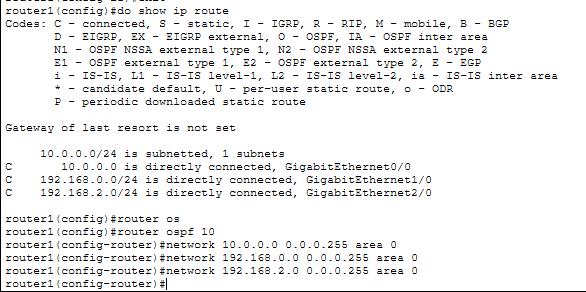 router1(config)#do show ip route
Codes: C - connected, S - static, I - IGRP, R - RIP, M - mobile, B - BGP
       D - EIGRP, EX - EIGRP external, O - OSPF, IA - OSPF inter area
       N1 - OSPF NSSA external type 1, N2 - OSPF NSSA external type 2
       E1 - OSPF external type 1, E2 - OSPF external type 2, E - EGP
       i - IS-IS, L1 - IS-IS level-1, L2 - IS-IS level-2, ia - IS-IS inter area
       * - candidate default, U - per-user static route, o - ODR
       P - periodic downloaded static route
Gateway of last resort is not set
     10.0.0.0/24 is subnetted, 1 subnets
C       10.0.0.0 is directly connected, GigabitEthernet0/0
C    192.168.0.0/24 is directly connected, GigabitEthernet1/0
C    192.168.2.0/24 is directly connected, GigabitEthernet2/0
router1(config)#router os
router1(config)#router ospf 10
router1(config-router)#network 10.0.0.0 0.0.0.255 area 0
router1(config-router)#network 192.168.0.0 0.0.0.255 area 0
router1(config-router)#network 192.168.2.0 0.0.0.255 area 0
router1(config-router)#